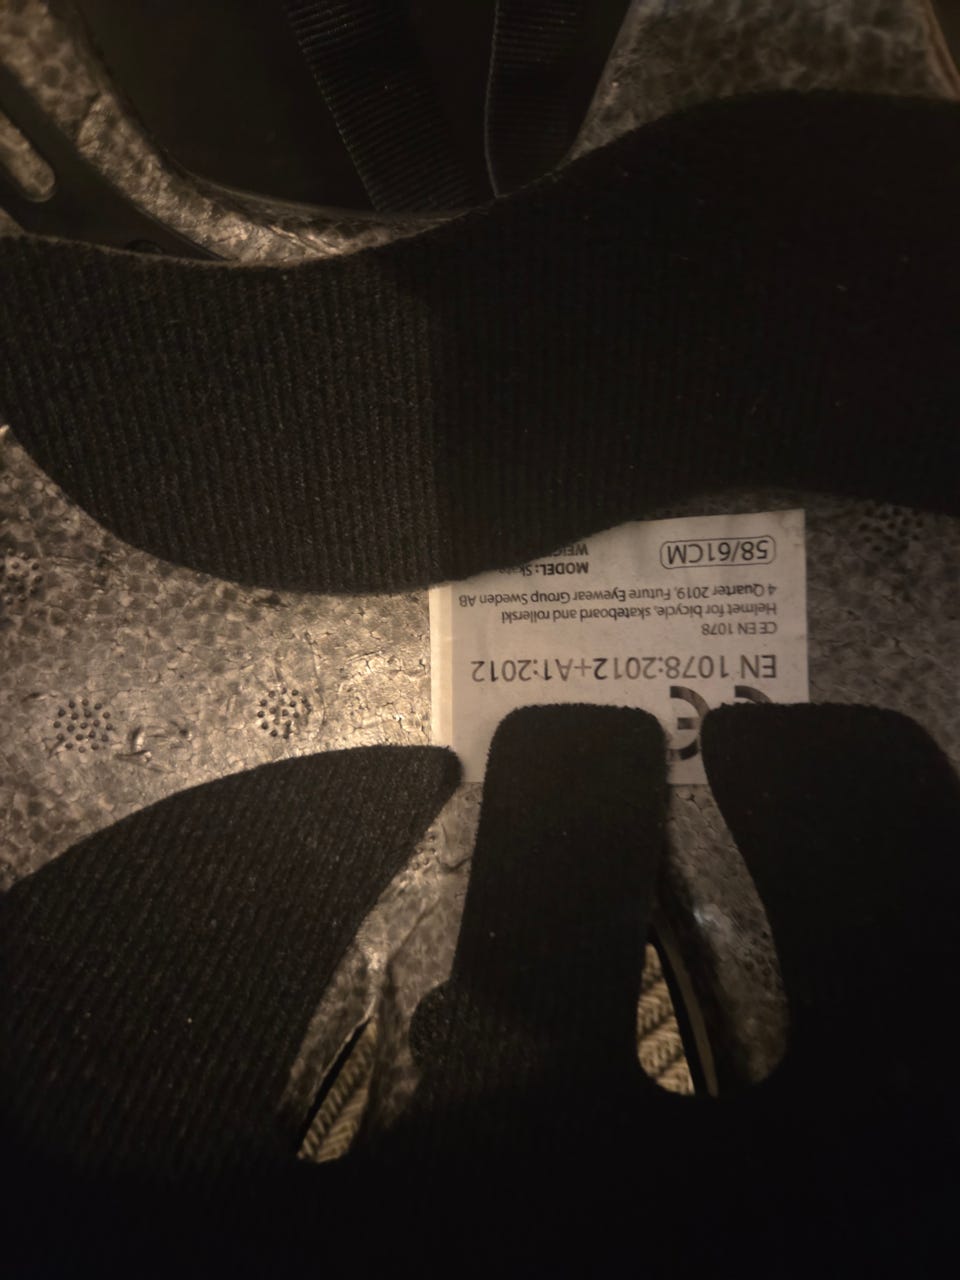 CE
EN 1078:2012+A1:2012
CE EN 1078
Helmet for bicycle, skateboard and rollerski
4 Quarter 2019, Future Eyewear Group Sweden AB
MODEL: Skate
58/61CM